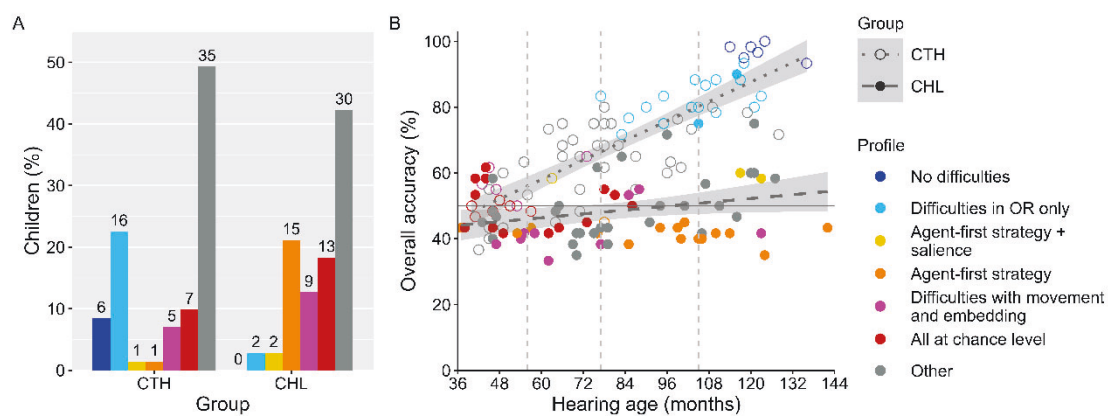 A
Children (%)
50
40
30
20
10
0
6
16
1
1
5
7
35
0
2
2
15
9
13
30
CTH
CHL
Group
B
Overall accuracy (%)
100
80
60
40
20
0
36
48
60
72
84
96
108
120
132
144
Hearing age (months)
Group
CTH
CHL
Profile
No difficulties
Difficulties in OR only
Agent-first strategy +
salience
Agent-first strategy
Difficulties with movement
and embedding
All at chance level
Other